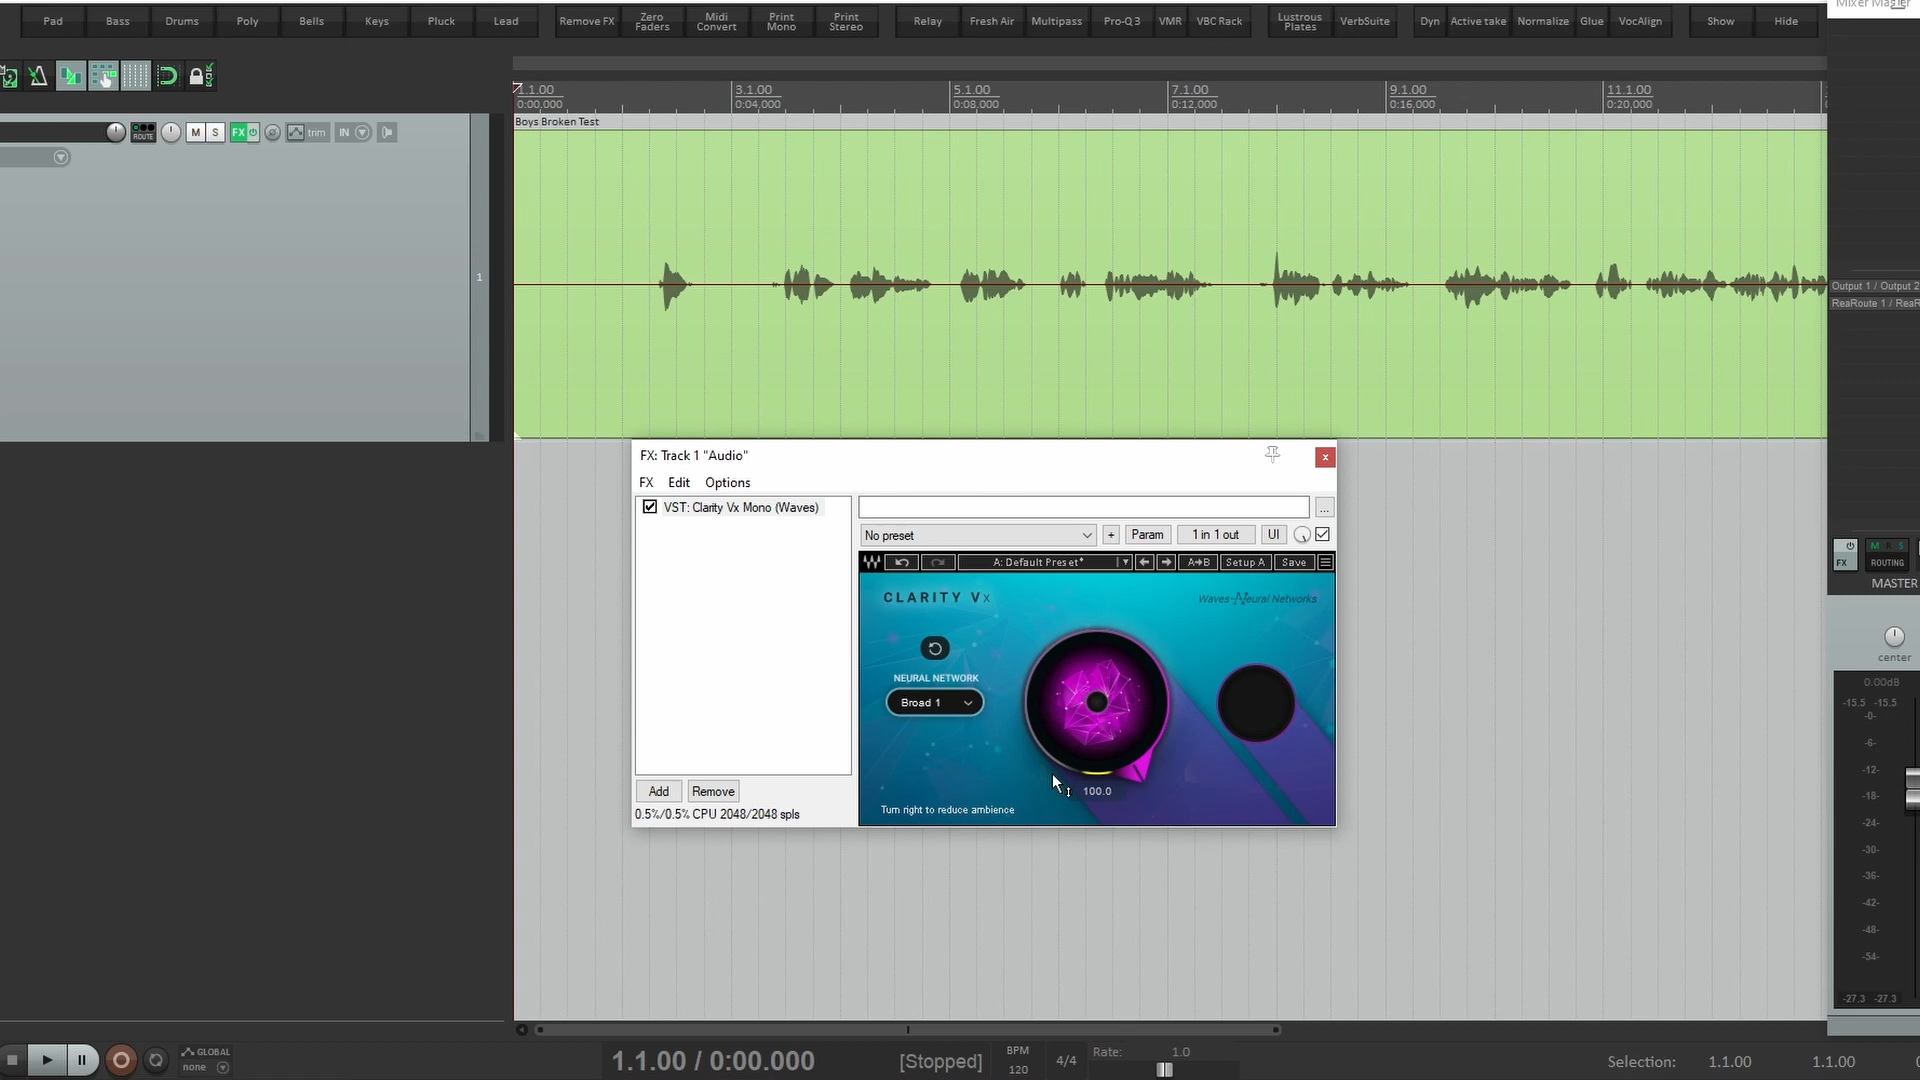 Mixer Master
Pad Bass Drums Poly Bells Keys Pluck Lead Remove FX Zero Faders Midi Convert Print Mono Print Stereo Relay Fresh Air Multipass Pro-Q 3 VMR VBC Rack Lustrous Plates VerbSuite Dyn Active take Normalize Glue VocAlign Show Hide
1.1.00 3.1.00 5.1.00 7.1.00 9.1.00 11.1.00
0:00,000 0:04,000 0:08,000 0:12,000 0:16,000 0:20,000
Boys Broken Test
ROUTE M S FX trim IN
1
Output 1 / Output 2
ReaRoute 1 / ReaR
FX: Track 1 "Audio"
x
FX Edit Options
VST: Clarity Vx Mono (Waves)
...
No preset + Param 1 in 1 out UI
A: Default Preset* A➔B Setup A Save
CLARITY Vx
Waves Neural Networks
NEURAL NETWORK
Broad 1
100.0
Turn right to reduce ambience
Add Remove
0.5%/0.5% CPU 2048/2048 spls
FX M R S
ROUTING
MASTER
center
0.00dB
-15.5 -15.5
-0-
-6-
-12-
-18-
-24-
-30-
-36-
-42-
-48-
-54-
-27.3 -27.3
GLOBAL
none
1.1.00 / 0:00.000
[Stopped]
BPM
120
4/4
Rate: 1.0
Selection: 1.1.00 1.1.00